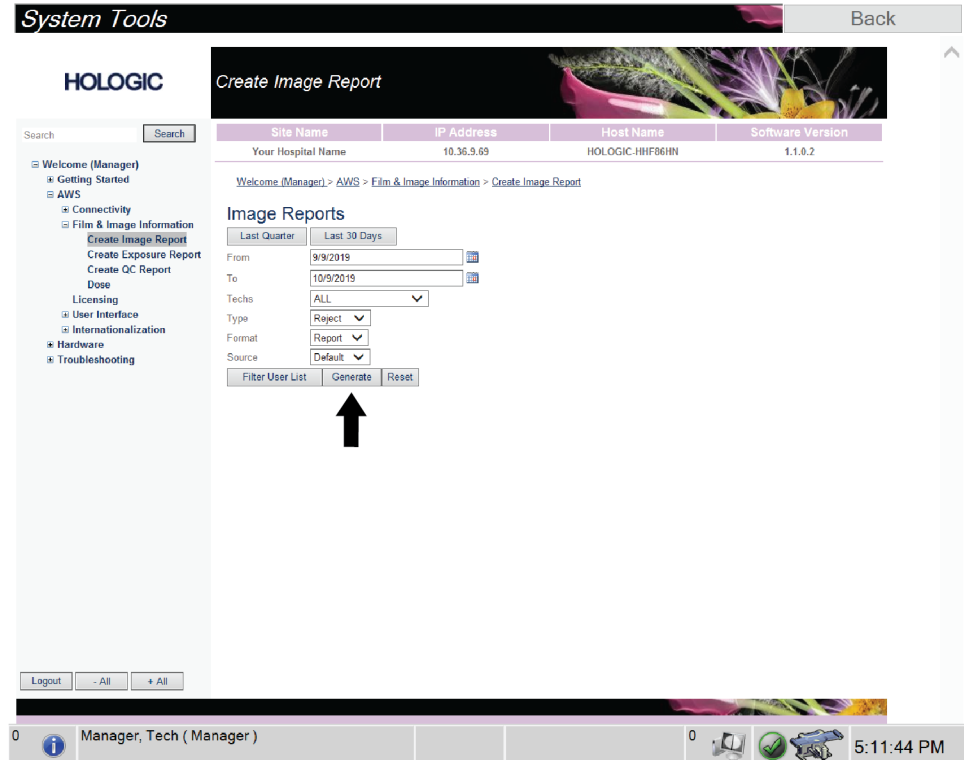 System Tools
Back
HOLOGIC
Create Image Report
Search
Search
Site Name IP Address Host Name Software Version
Your Hospital Name 10.36.9.69 HOLOGIC-HHF86HN 1.1.0.2
Welcome (Manager)
Getting Started
AWS
Connectivity
Film & Image Information
Create Image Report
Create Exposure Report
Create QC Report
Dose
Licensing
User Interface
Internationalization
Hardware
Troubleshooting
Welcome (Manager) > AWS > Film & Image Information > Create Image Report
Image Reports
Last Quarter Last 30 Days
From 9/9/2019
To 10/9/2019
Techs ALL
Type Reject
Format Report
Source Default
Filter User List Generate Reset
Logout - All + All
0 Manager, Tech ( Manager ) 0 5:11:44 PM